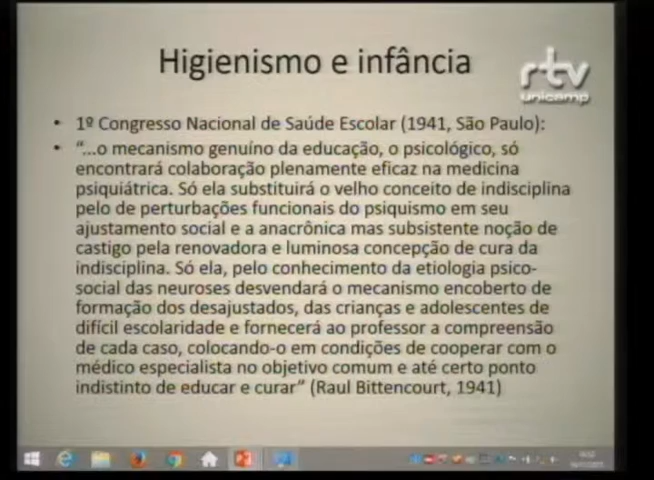 Higienismo e infância
rtv
unicamp
• 1º Congresso Nacional de Saúde Escolar (1941, São Paulo):
• “...o mecanismo genuíno da educação, o psicológico, só
encontrará colaboração plenamente eficaz na medicina
psiquiátrica. Só ela substituirá o velho conceito de indisciplina
pelo de perturbações funcionais do psiquismo em seu
ajustamento social e a anacrônica mas subsistente noção de
castigo pela renovadora e luminosa concepção de cura da
indisciplina. Só ela, pelo conhecimento da etiologia psico-
social das neuroses desvendará o mecanismo encoberto de
formação dos desajustados, das crianças e adolescentes de
difícil escolaridade e fornecerá ao professor a compreensão
de cada caso, colocando-o em condições de cooperar com o
médico especialista no objetivo comum e até certo ponto
indistinto de educar e curar” (Raul Bittencourt, 1941)